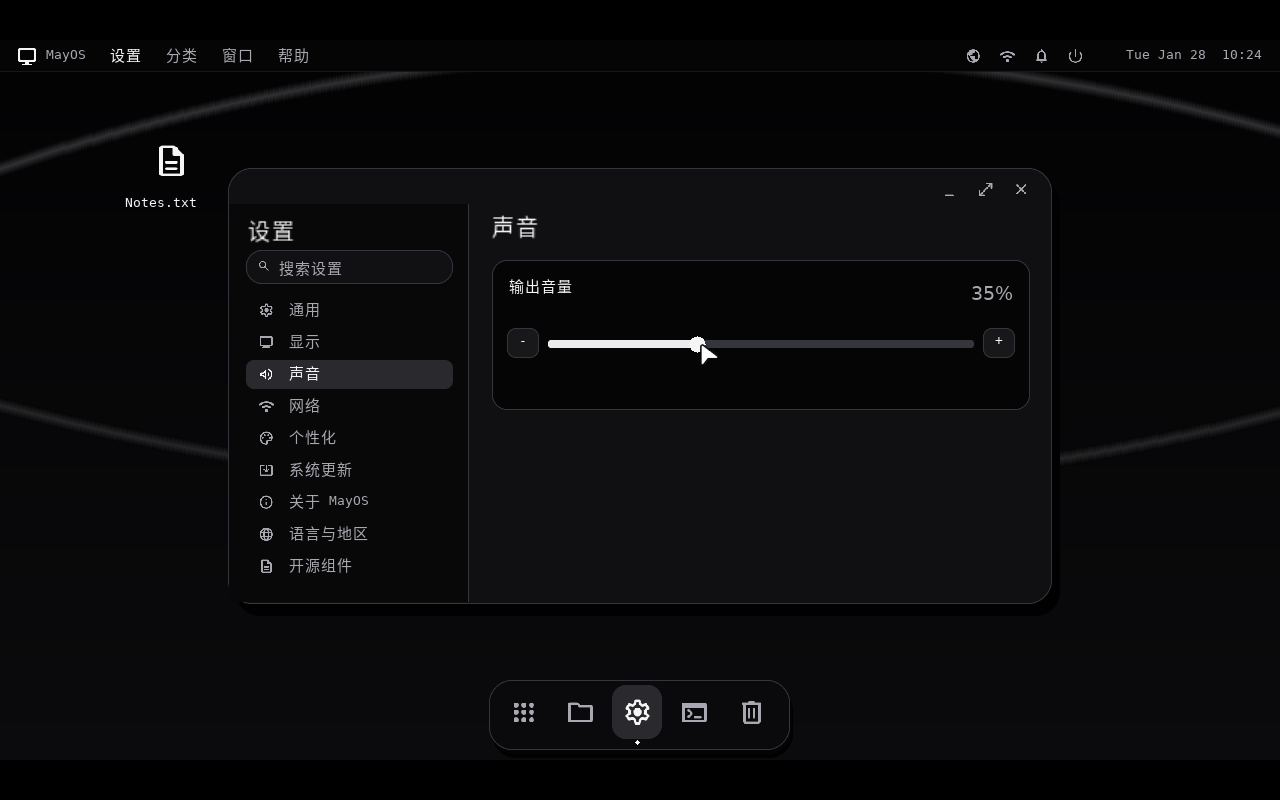 MayOS 设置 分类 窗口 帮助 Tue Jan 28 10:24
Notes.txt
设置
搜索设置
通用
显示
声音
网络
个性化
系统更新
关于 MayOS
语言与地区
开源组件
声音
输出音量
35%
- +